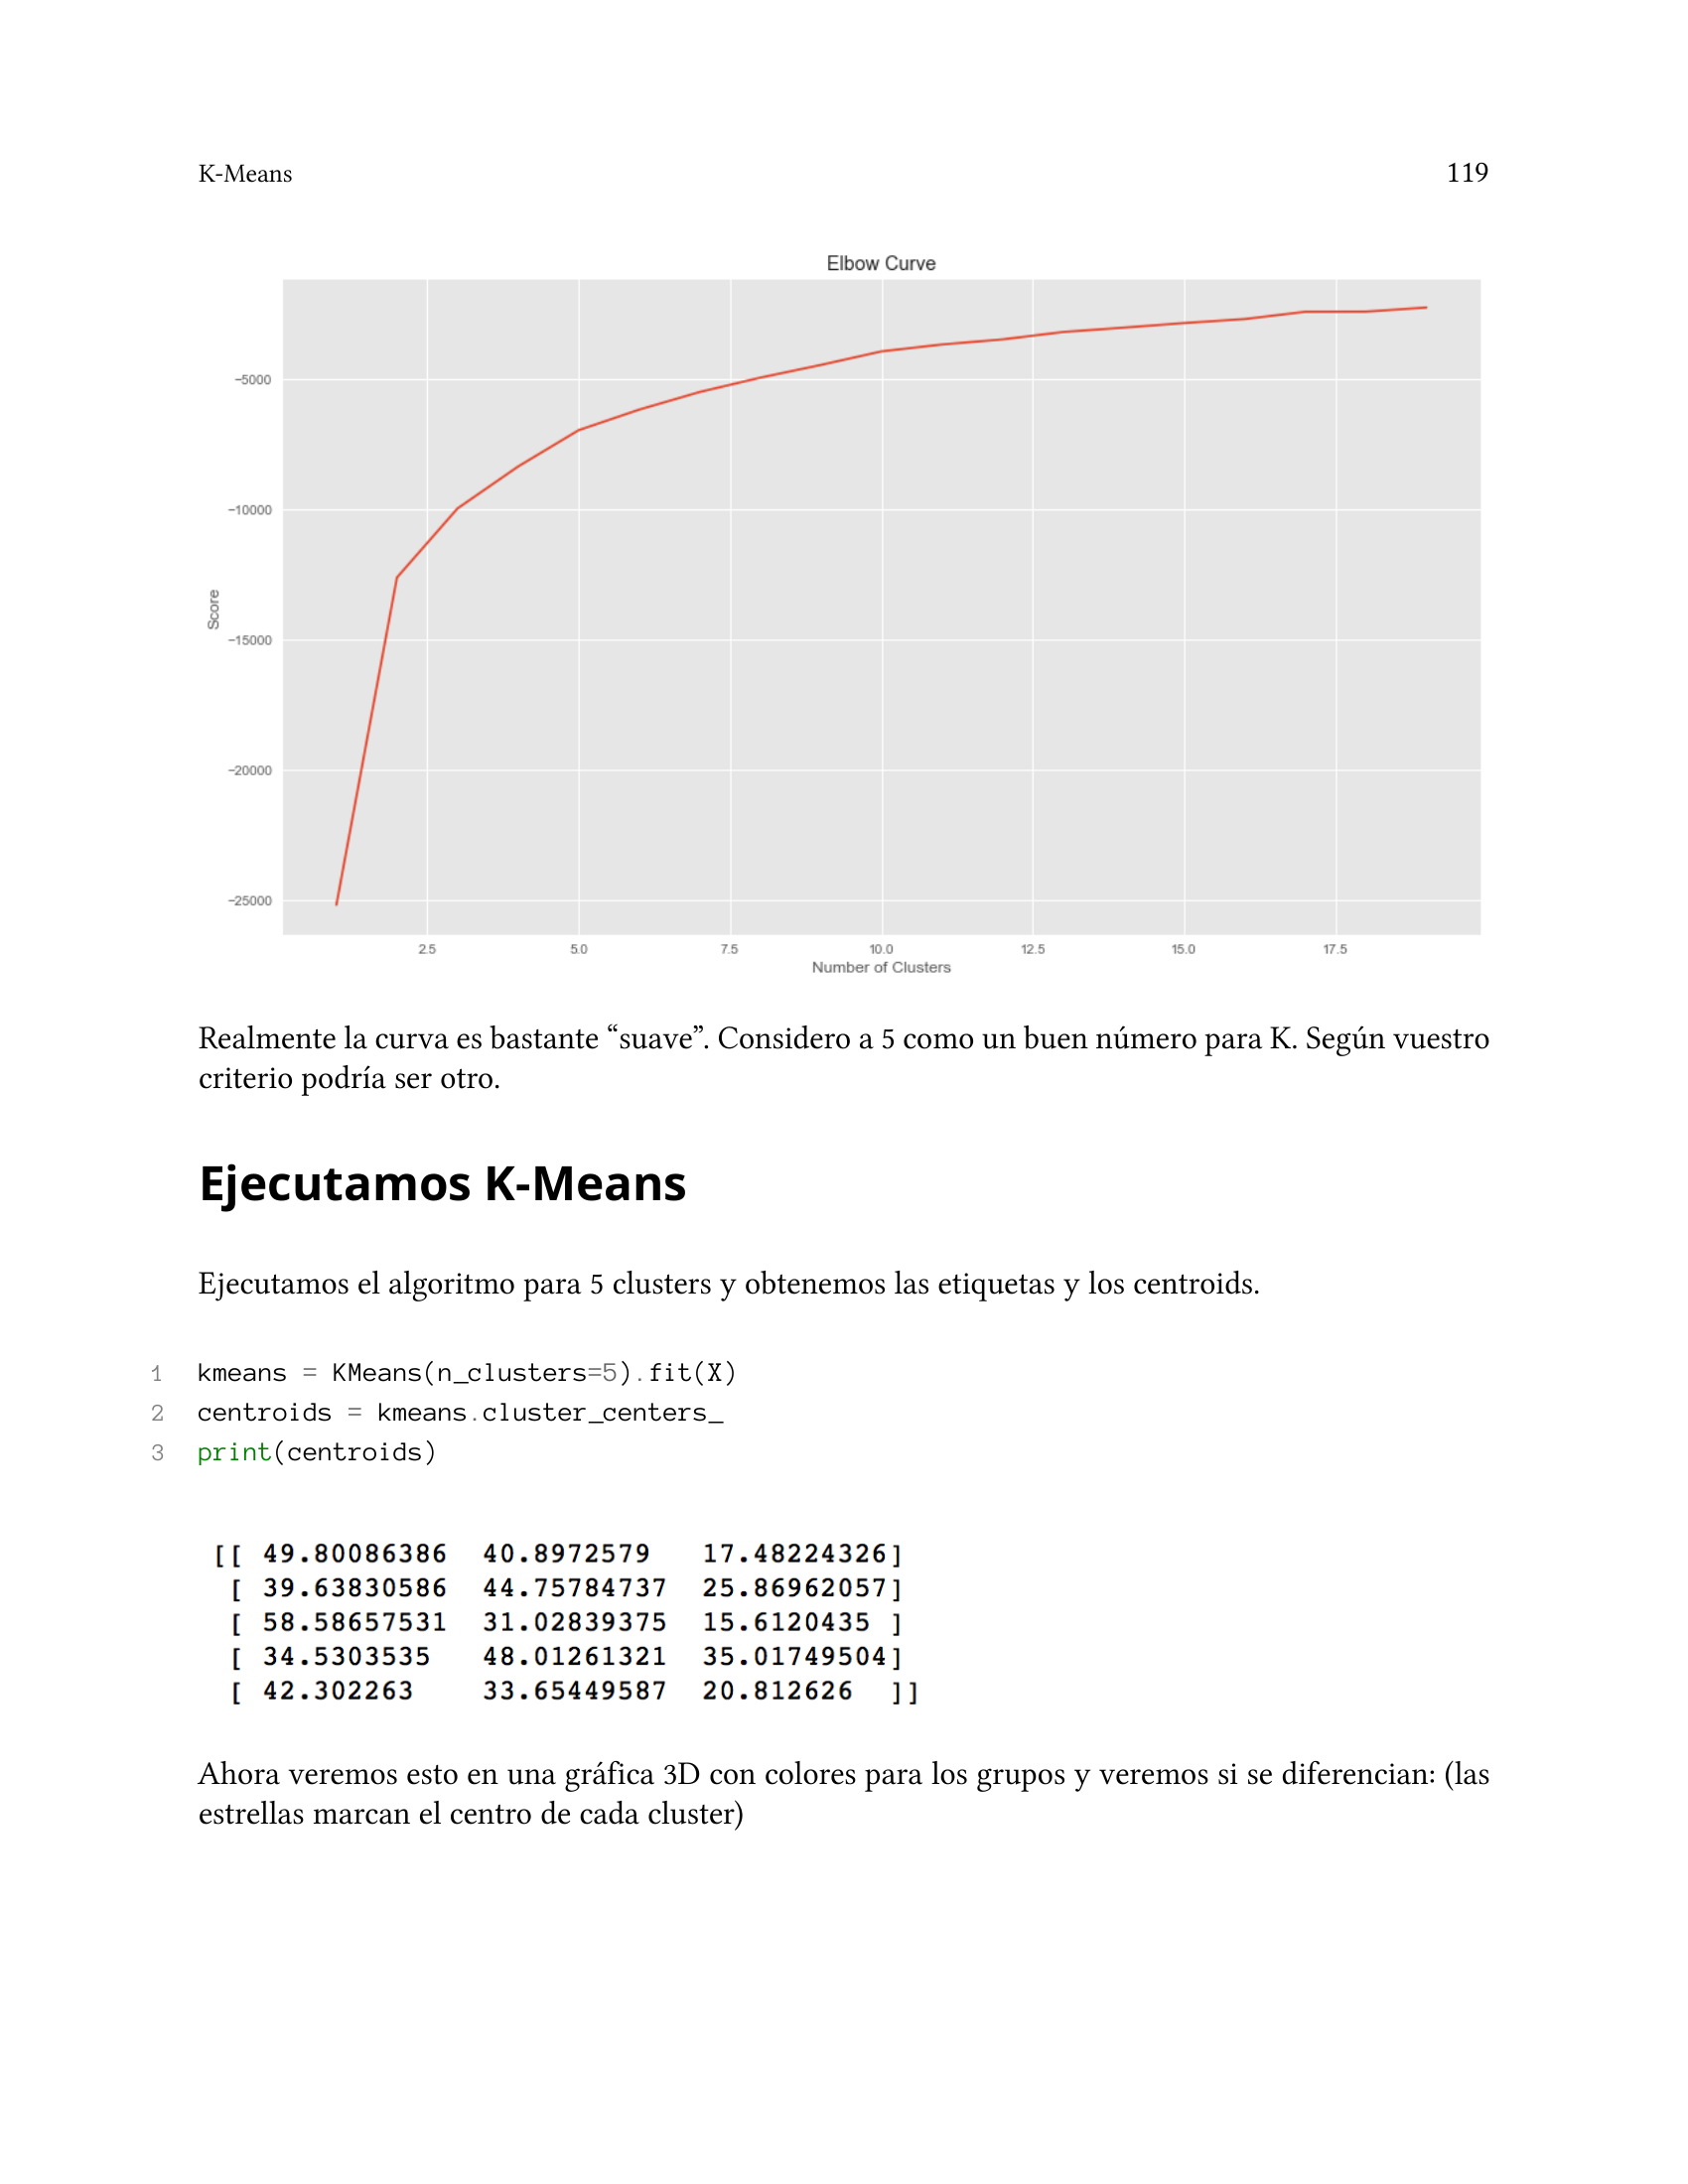 K-Means 119
Elbow Curve
−5000
−10000
−15000
−20000
−25000
Score
2.5 5.0 7.5 10.0 12.5 15.0 17.5
Number of Clusters
Realmente la curva es bastante “suave”. Considero a 5 como un buen número para K. Según vuestro
criterio podría ser otro.
Ejecutamos K-Means
Ejecutamos el algoritmo para 5 clusters y obtenemos las etiquetas y los centroids.
1 kmeans = KMeans(n_clusters=5).fit(X)
2 centroids = kmeans.cluster_centers_
3 print(centroids)
[[ 49.80086386 40.8972579 17.48224326]
[ 39.63830586 44.75784737 25.86962057]
[ 58.58657531 31.02839375 15.6120435 ]
[ 34.5303535 48.01261321 35.01749504]
[ 42.302263 33.65449587 20.812626 ]]
Ahora veremos esto en una gráfica 3D con colores para los grupos y veremos si se diferencian: (las
estrellas marcan el centro de cada cluster)